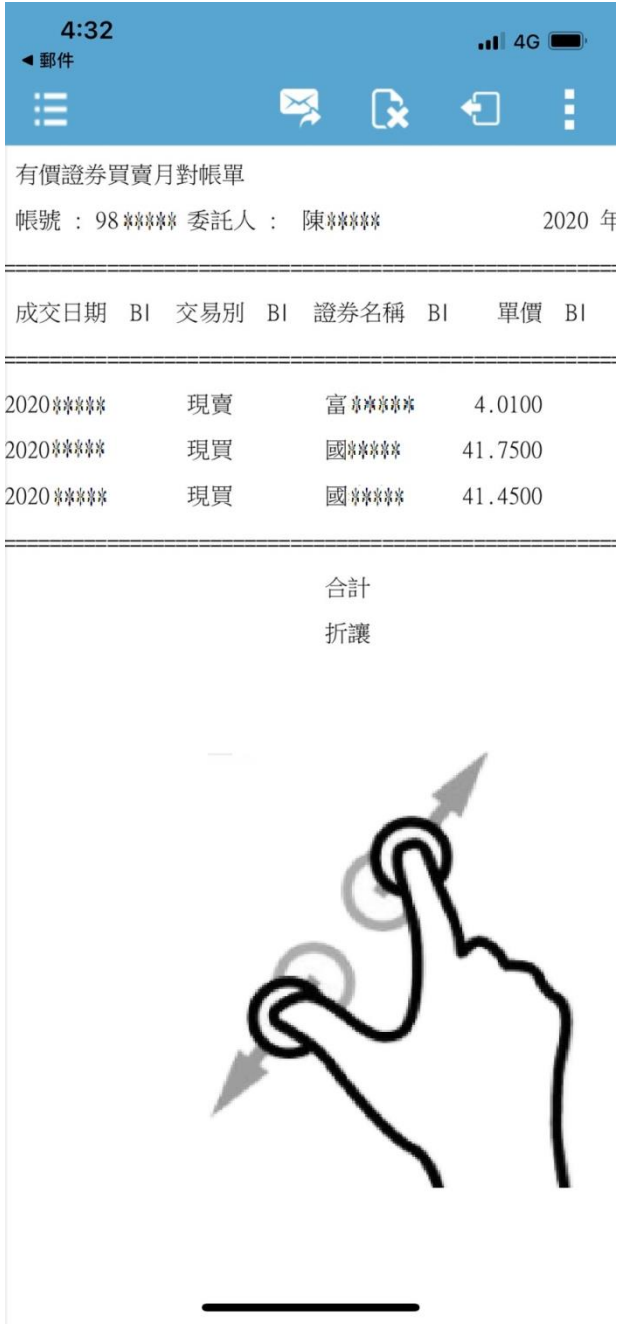 4:32
4G
◀ 郵件
有價證券買賣月對帳單
帳號 : 98***** 委託人 : 陳***** 2020 年
成交日期 BI 交易別 BI 證券名稱 BI 單價 BI
2020***** 現賣 富***** 4.0100
2020***** 現買 國***** 41.7500
2020***** 現買 國***** 41.4500
合計
折讓